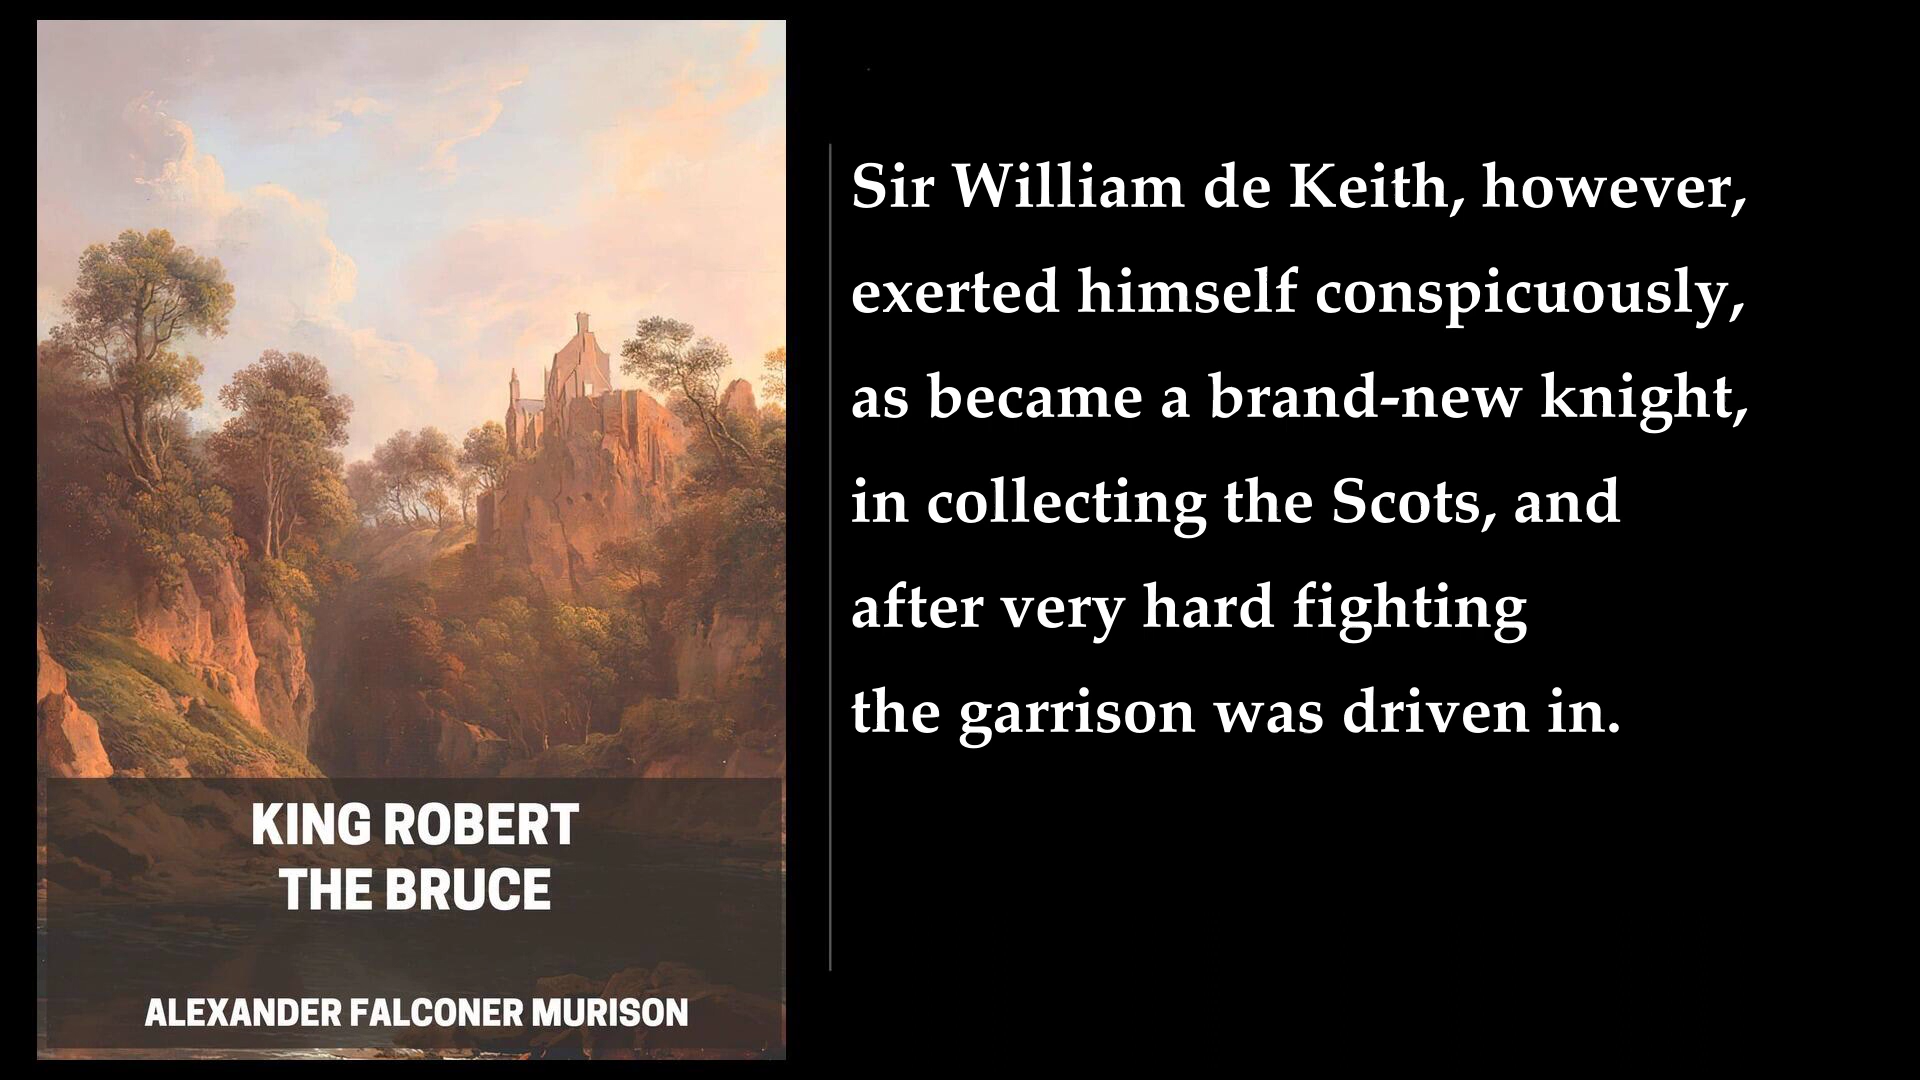 Sir William de Keith, however,
exerted himself conspicuously,
as became a brand-new knight,
in collecting the Scots, and
after very hard fighting
the garrison was driven in.
KING ROBERT
THE BRUCE
ALEXANDER FALCONER MURISON